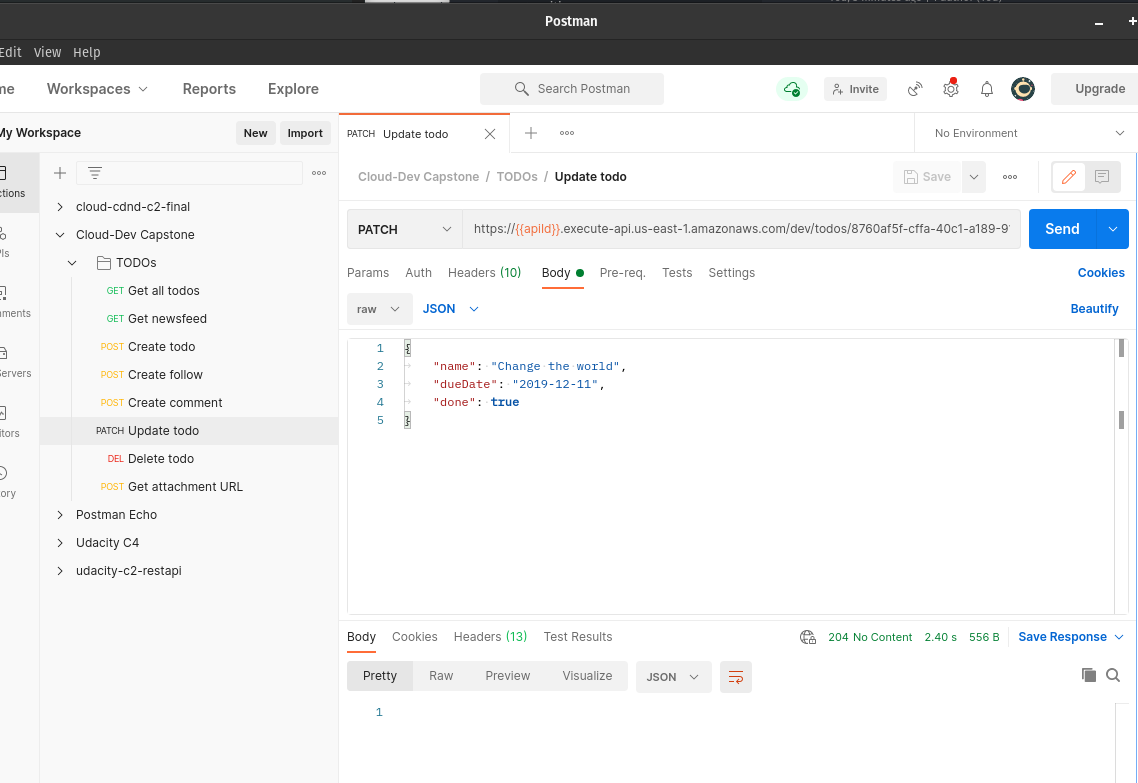 Postman
Edit View Help
me Workspaces Reports Explore Search Postman Invite Upgrade
My Workspace New Import PATCH Update todo No Environment
ctions
Cloud-Dev Capstone / TODOs / Update todo Save
cloud-cdnd-c2-final
Cloud-Dev Capstone
TODOs
GET Get all todos
GET Get newsfeed
POST Create todo
POST Create follow
POST Create comment
PATCH Update todo
DEL Delete todo
POST Get attachment URL
Postman Echo
Udacity C4
udacity-c2-restapi
PIs
nments
Servers
itors
tory
PATCH https://{{apiId}}.execute-api.us-east-1.amazonaws.com/dev/todos/8760af5f-cffa-40c1-a189-9 Send
Params Auth Headers (10) Body Pre-req. Tests Settings Cookies
raw JSON Beautify
1 {
2 "name": "Change the world",
3 "dueDate": "2019-12-11",
4 "done": true
5 }
Body Cookies Headers (13) Test Results 204 No Content 2.40 s 556 B Save Response
Pretty Raw Preview Visualize JSON
1